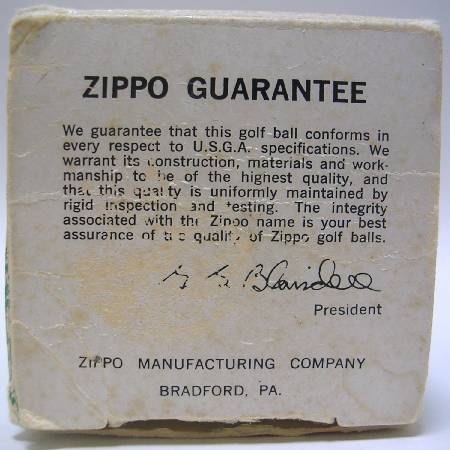 ZIPPO GUARANTEE
We guarantee that this golf ball conforms in
every respect to U.S.G.A. specifications. We
warrant its construction, materials and work-
manship to be of the highest quality, and
that this quality is uniformly maintained by
rigid inspection and testing. The integrity
associated with the Zippo name is your best
assurance of the quality of Zippo golf balls.
Blaisdell
President
ZIPPO MANUFACTURING COMPANY
BRADFORD, PA.